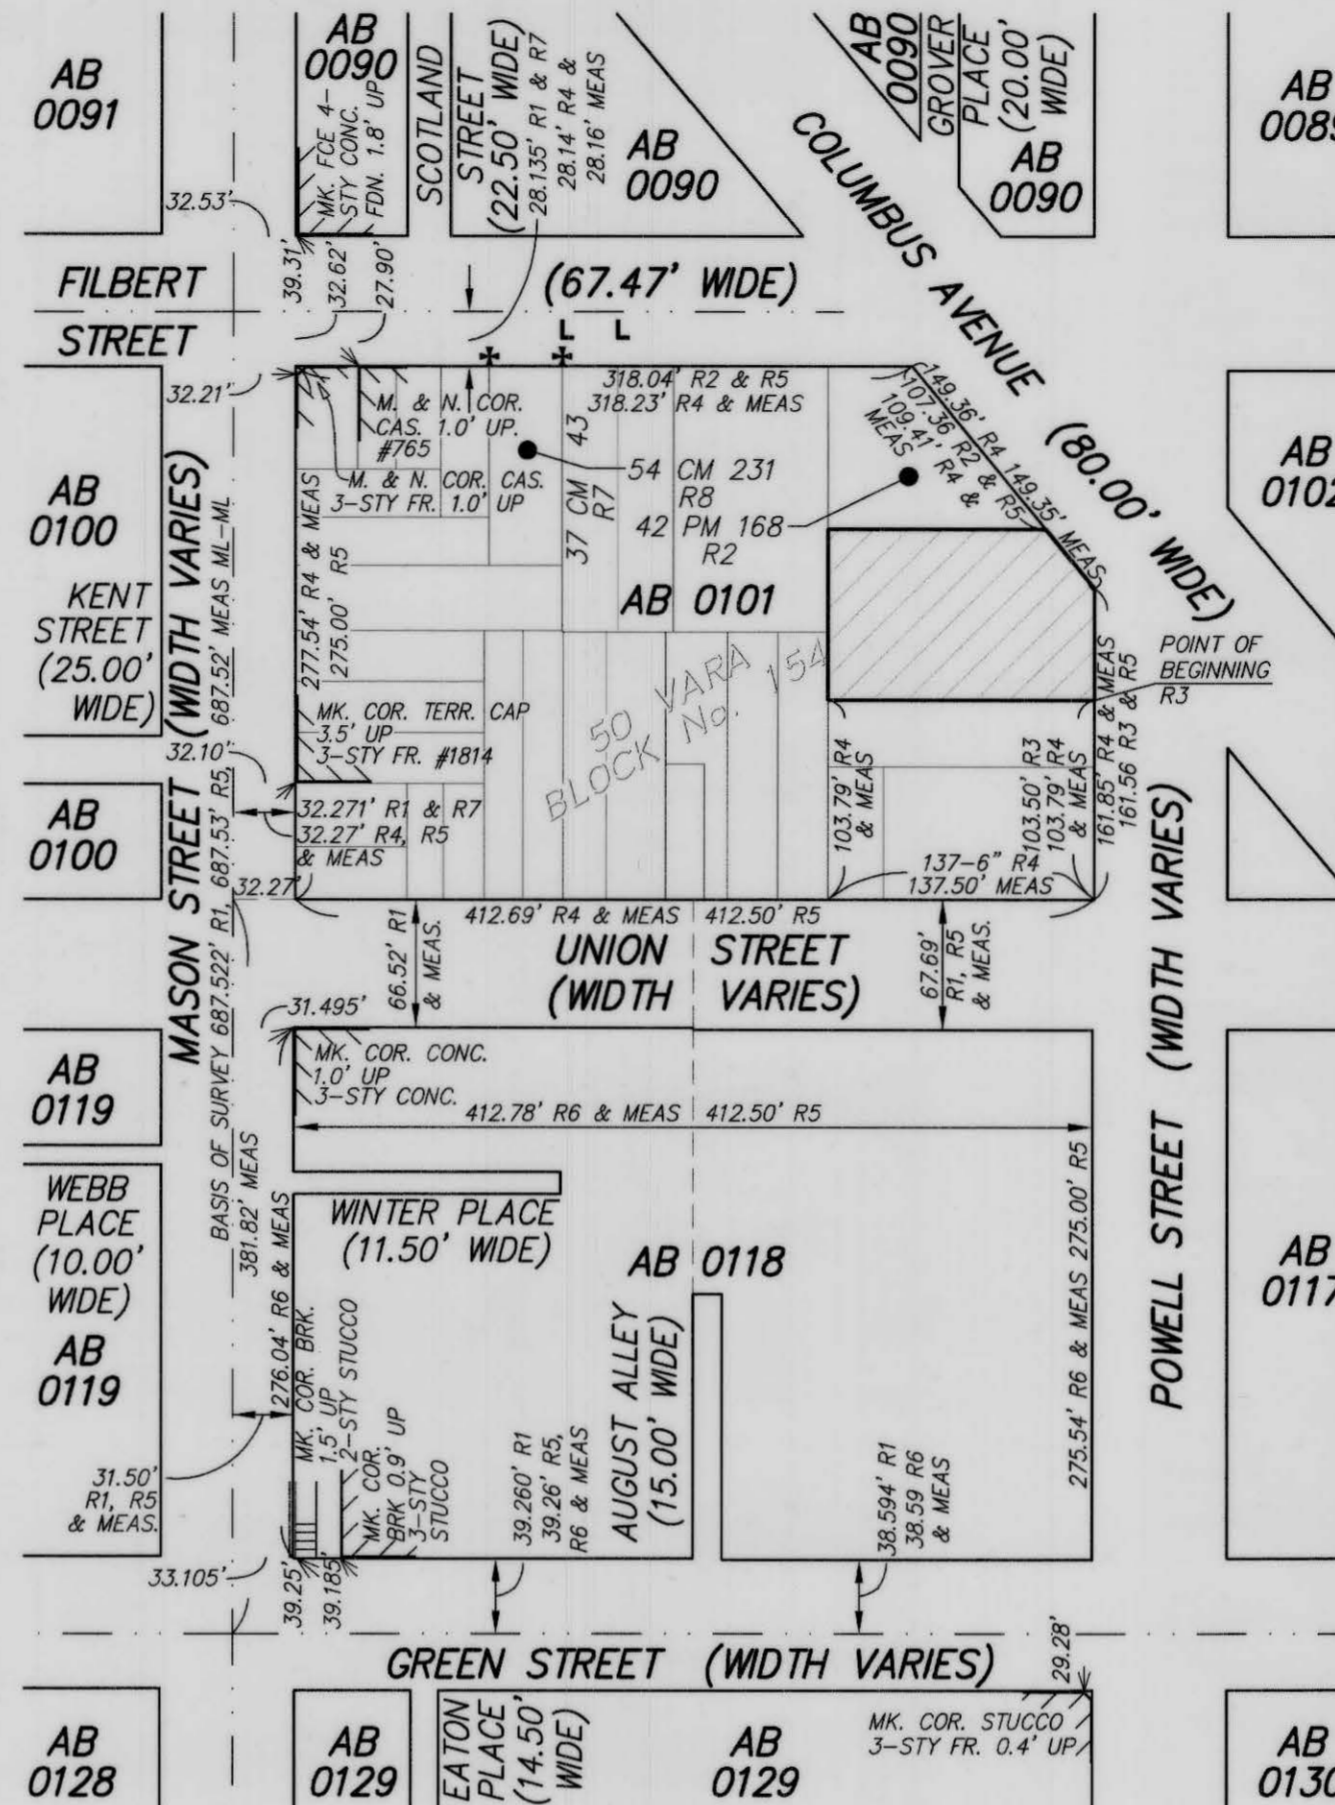 AB
0091
AB
0090
SCOTLAND
STREET
(22.50' WIDE)
28.135' R1 & R7
28.14' R4 &
28.16' MEAS
AB
0090
AB
0090
GROVER
PLACE
(20.00'
WIDE)
AB
0090
MK. FCE 4-
STY CONC.
FDN. 1.8' UP
32.53'
39.31'
32.62'
27.90'
FILBERT
STREET
(67.47' WIDE)
COLUMBUS AVENUE (80.00' WIDE)
L L
32.21'
318.04' R2 & R5
318.23' R4 & MEAS
M. & N. COR.
CAS. 1.0' UP.
#765
M. & N. COR. CAS.
3-STY FR. 1.0' UP
37 CM 43
R7
54 CM 231
R8
42 PM 168
R2
149.36' R4 149.35' MEAS
107.36 R2 & R5
109.41' R4 &
MEAS
AB
0102
AB
0100
KENT
STREET
(25.00'
WIDE)
MASON STREET (WIDTH VARIES)
BASIS OF SURVEY 687.522' R1, 687.53' R5, 687.52' MEAS ML-ML
277.54' R4 & MEAS
275.00' R5
AB 0101
50 VARA
BLOCK No. 154
POINT OF
BEGINNING
R3
161.85' R4 & MEAS
161.56 R3 & R5
MK. COR. TERR. CAP
3.5' UP
3-STY FR. #1814
32.10'
AB
0100
32.271' R1 & R7
32.27' R4, R5
& MEAS
103.79' R4
& MEAS
103.50' R3
103.79' R4
& MEAS
137-6" R4
137.50' MEAS
32.27'
412.69' R4 & MEAS 412.50' R5
66.52' R1
& MEAS.
UNION STREET
(WIDTH VARIES)
67.69'
R1, R5
& MEAS.
POWELL STREET (WIDTH VARIES)
31.495'
AB
0119
MK. COR. CONC.
1.0' UP
3-STY CONC.
412.78' R6 & MEAS 412.50' R5
381.82' MEAS
WEBB
PLACE
(10.00'
WIDE)
AB
0119
276.04' R6 & MEAS
WINTER PLACE
(11.50' WIDE)
AB 0118
275.54' R6 & MEAS 275.00' R5
MK. COR. BRK.
1.5' UP
2-STY STUCCO
MK. COR.
BRK 0.9' UP
3-STY
STUCCO
39.260' R1
39.26' R5,
R6 & MEAS
AUGUST ALLEY
(15.00' WIDE)
38.594' R1
38.59 R6
& MEAS
31.50'
R1, R5
& MEAS.
33.105'
39.25'
39.185'
GREEN STREET (WIDTH VARIES)
29.28'
AB
0128
AB
0129
EATON
PLACE
(14.50'
WIDE)
AB
0129
MK. COR. STUCCO
3-STY FR. 0.4' UP
AB
0130
AB
0117
AB
0089